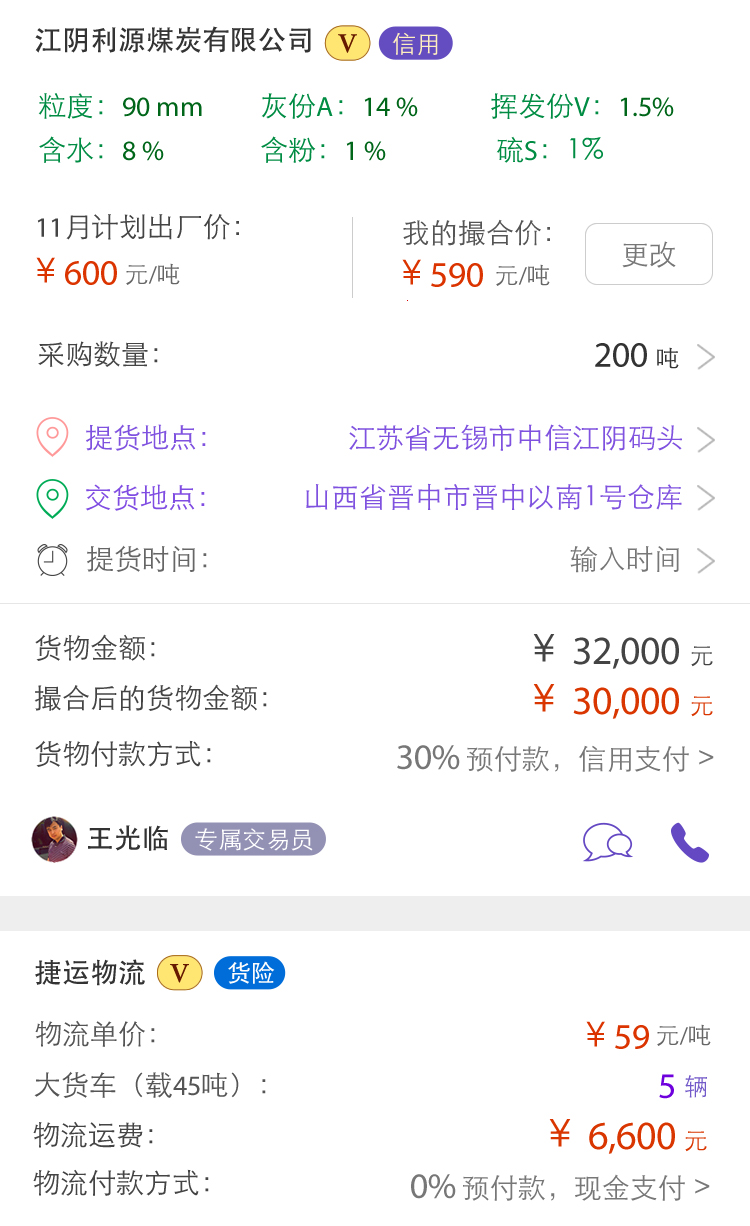 江阴利源煤炭有限公司 V 信用
粒度： 90 mm 灰份A： 14 % 挥发份V： 1.5%
含水： 8 % 含粉： 1 % 硫S： 1%
11月计划出厂价： 我的撮合价：
¥ 600 元/吨 ¥ 590 元/吨 更改
采购数量： 200 吨 >
提货地点： 江苏省无锡市中信江阴码头 >
交货地点： 山西省晋中市晋中以南1号仓库 >
提货时间： 输入时间 >
货物金额： ¥ 32,000 元
撮合后的货物金额： ¥ 30,000 元
货物付款方式： 30% 预付款，信用支付 >
王光临 专属交易员
捷运物流 V 货险
物流单价： ¥ 59 元/吨
大货车（载45吨）： 5 辆
物流运费： ¥ 6,600 元
物流付款方式： 0% 预付款，现金支付 >